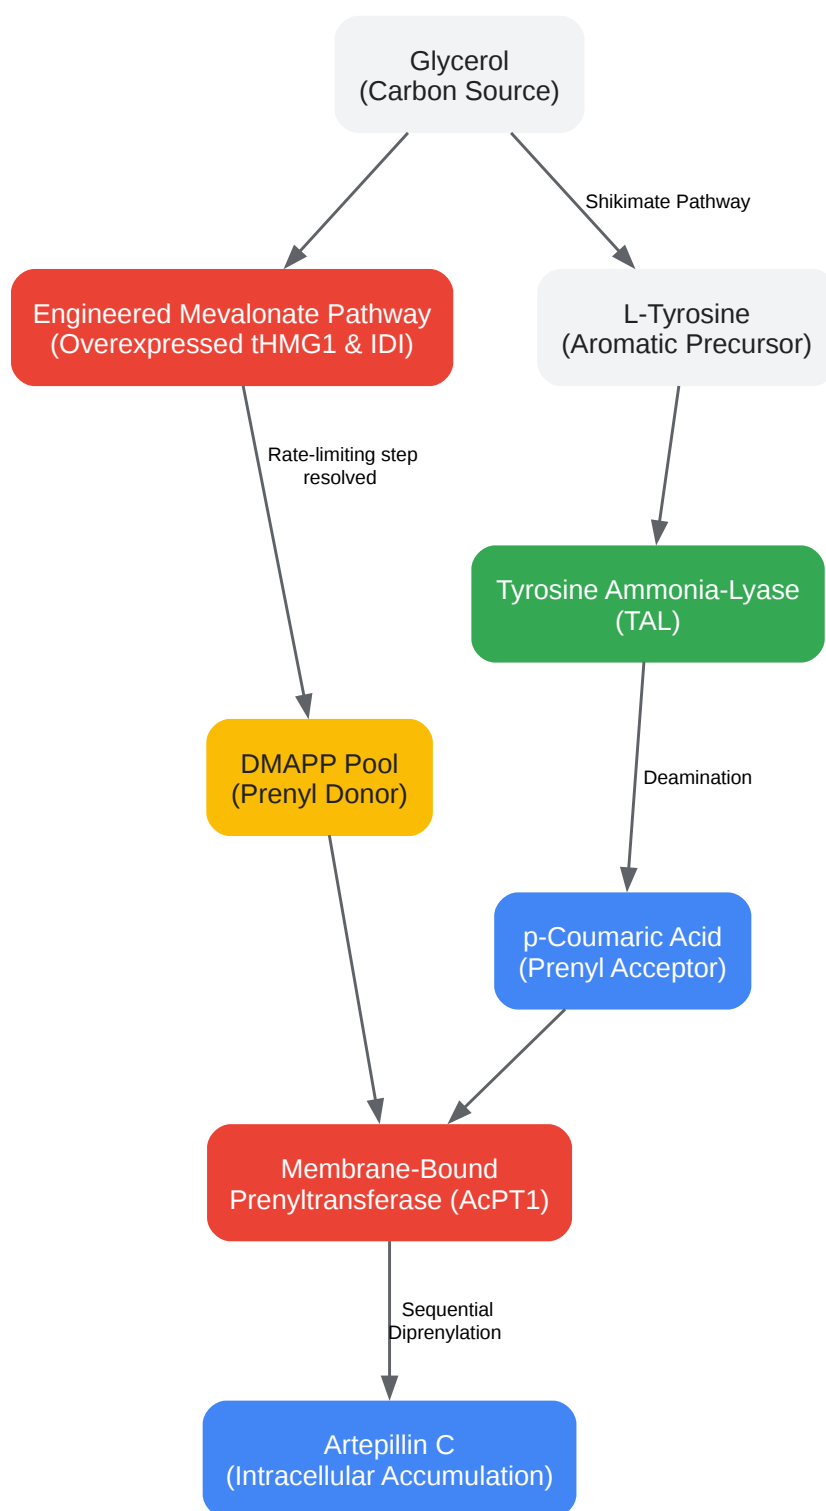 Glycerol
(Carbon Source)
Shikimate Pathway
Engineered Mevalonate Pathway
(Overexpressed tHMG1 & IDI)
L-Tyrosine
(Aromatic Precursor)
Rate-limiting step
resolved
Tyrosine Ammonia-Lyase
(TAL)
DMAPP Pool
(Prenyl Donor)
Deamination
p-Coumaric Acid
(Prenyl Acceptor)
Membrane-Bound
Prenyltransferase (AcPT1)
Sequential
Diprenylation
Artepillin C
(Intracellular Accumulation)